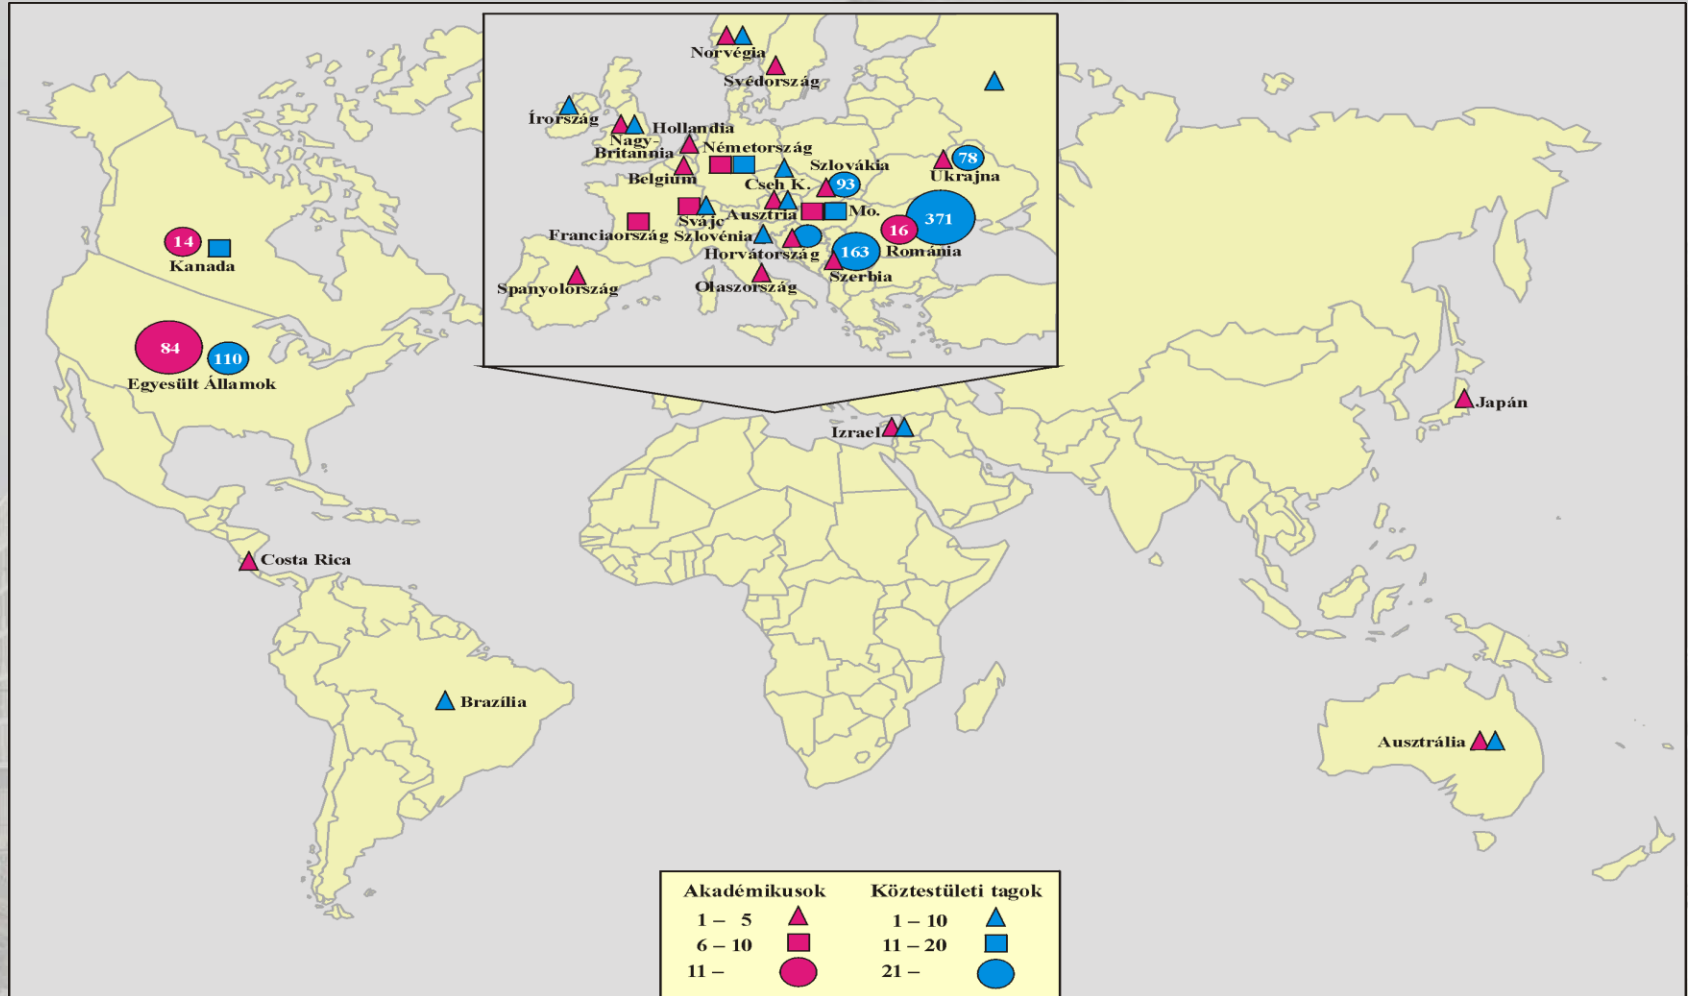 Norvégia
Svédország
Írország
Nagy-
Britannia
Hollandia
Németország
Belgium
Cseh K.
Szlovákia
93
78
Ukrajna
Svájc
Ausztria
Mo.
371
16
Románia
Franciaország
Szlovénia
Horvátország
163
Szerbia
Spanyolország
Olaszország
14
Kanada
84
110
Egyesült Államok
Izrael
Japán
Costa Rica
Brazília
Ausztrália
Akadémikusok
1 – 5
6 – 10
11 –
Köztestületi tagok
1 – 10
11 – 20
21 –